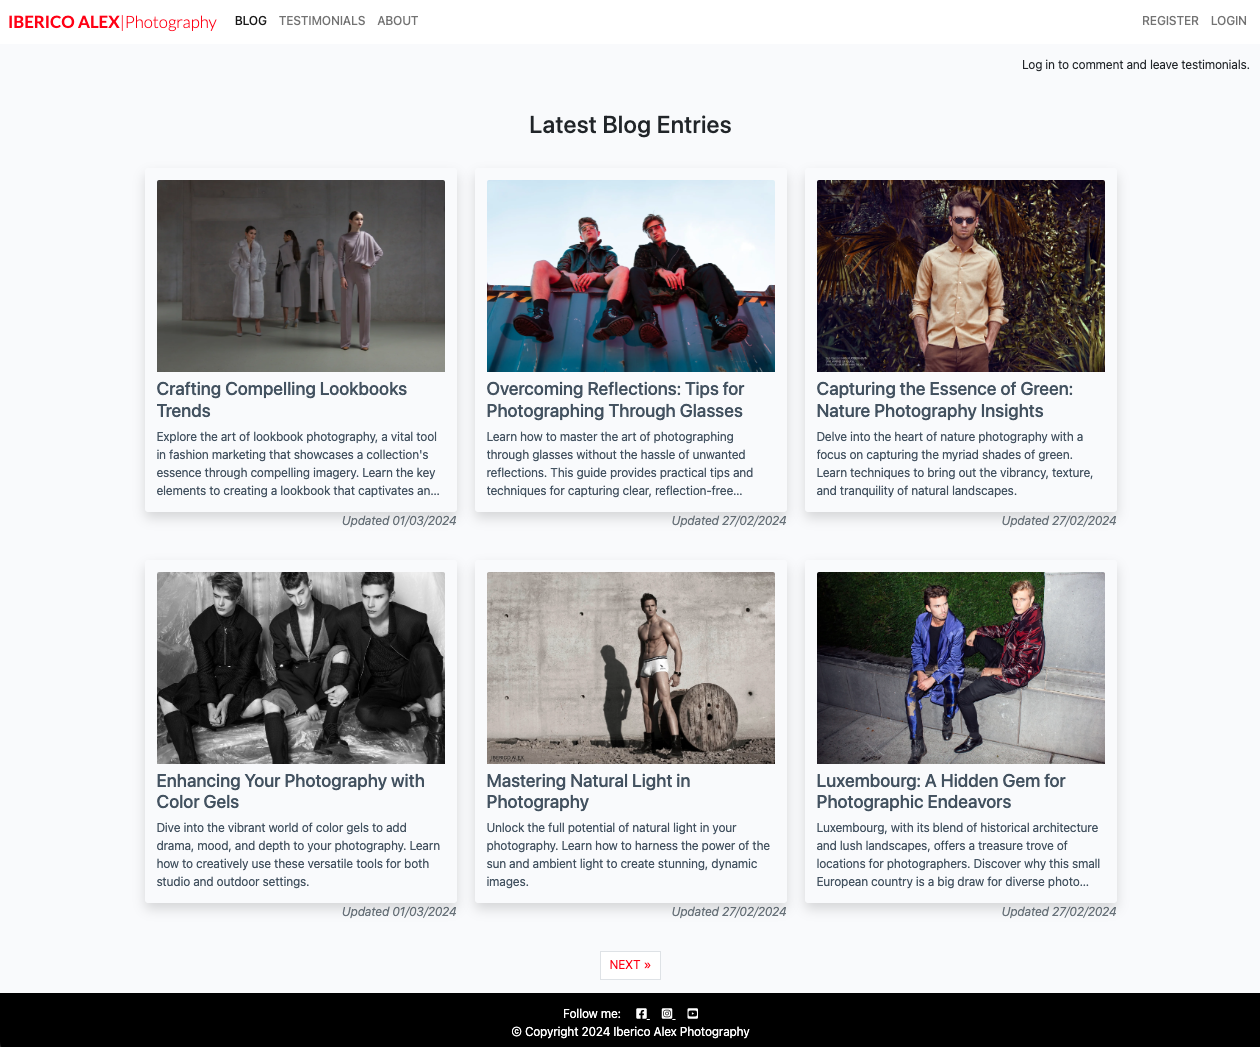 IBERICO ALEX|Photography BLOG TESTIMONIALS ABOUT REGISTER LOGIN
Log in to comment and leave testimonials.
Latest Blog Entries
Crafting Compelling Lookbooks
Trends
Explore the art of lookbook photography, a vital tool
in fashion marketing that showcases a collection's
essence through compelling imagery. Learn the key
elements to creating a lookbook that captivates an...
Updated 01/03/2024
Overcoming Reflections: Tips for
Photographing Through Glasses
Learn how to master the art of photographing
through glasses without the hassle of unwanted
reflections. This guide provides practical tips and
techniques for capturing clear, reflection-free...
Updated 27/02/2024
Capturing the Essence of Green:
Nature Photography Insights
Delve into the heart of nature photography with a
focus on capturing the myriad shades of green.
Learn techniques to bring out the vibrancy, texture,
and tranquility of natural landscapes.
Updated 27/02/2024
Enhancing Your Photography with
Color Gels
Dive into the vibrant world of color gels to add
drama, mood, and depth to your photography. Learn
how to creatively use these versatile tools for both
studio and outdoor settings.
Updated 01/03/2024
IBERICO ALEX
Mastering Natural Light in
Photography
Unlock the full potential of natural light in your
photography. Learn how to harness the power of the
sun and ambient light to create stunning, dynamic
images.
Updated 27/02/2024
Luxembourg: A Hidden Gem for
Photographic Endeavors
Luxembourg, with its blend of historical architecture
and lush landscapes, offers a treasure trove of
locations for photographers. Discover why this small
European country is a big draw for diverse photo...
Updated 27/02/2024
NEXT »
Follow me:
© Copyright 2024 Iberico Alex Photography